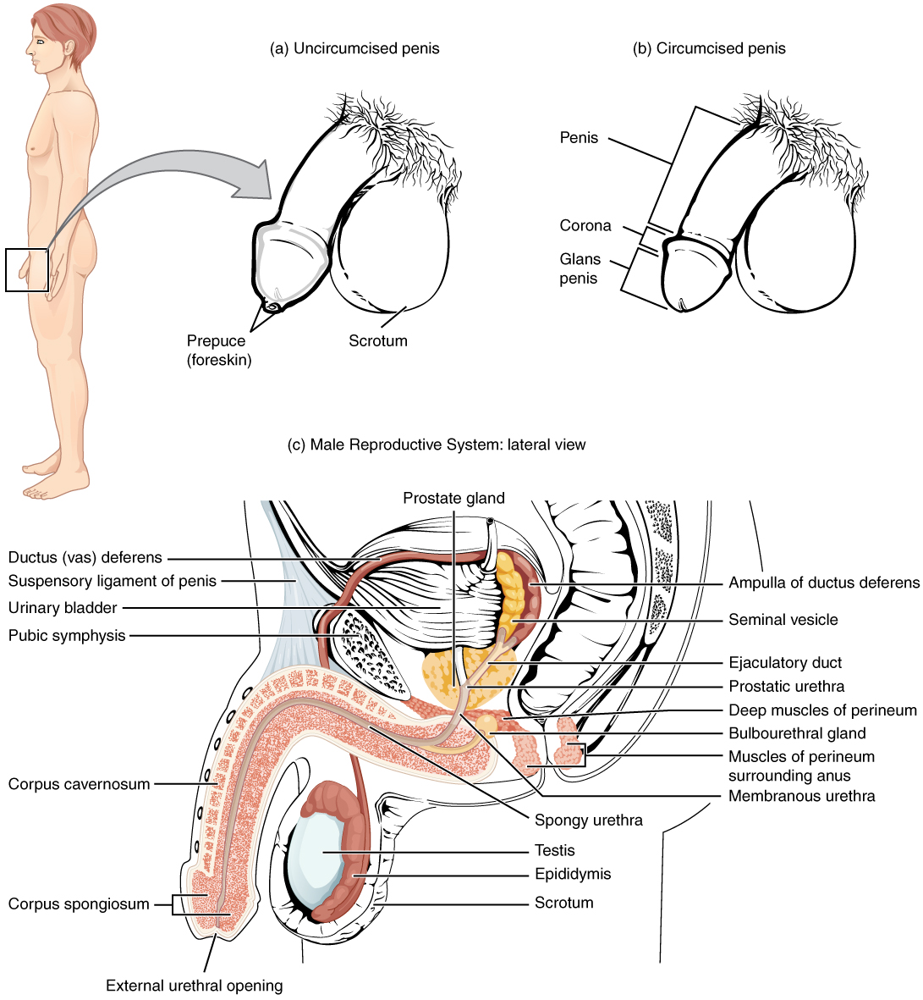 (a) Uncircumcised penis
(b) Circumcised penis
Penis
Corona
Glans
penis
Prepuce
(foreskin)
Scrotum
(c) Male Reproductive System: lateral view
Prostate gland
Ductus (vas) deferens
Suspensory ligament of penis
Urinary bladder
Pubic symphysis
Corpus cavernosum
Corpus spongiosum
External urethral opening
Ampulla of ductus deferens
Seminal vesicle
Ejaculatory duct
Prostatic urethra
Deep muscles of perineum
Bulbourethral gland
Muscles of perineum
surrounding anus
Membranous urethra
Spongy urethra
Testis
Epididymis
Scrotum